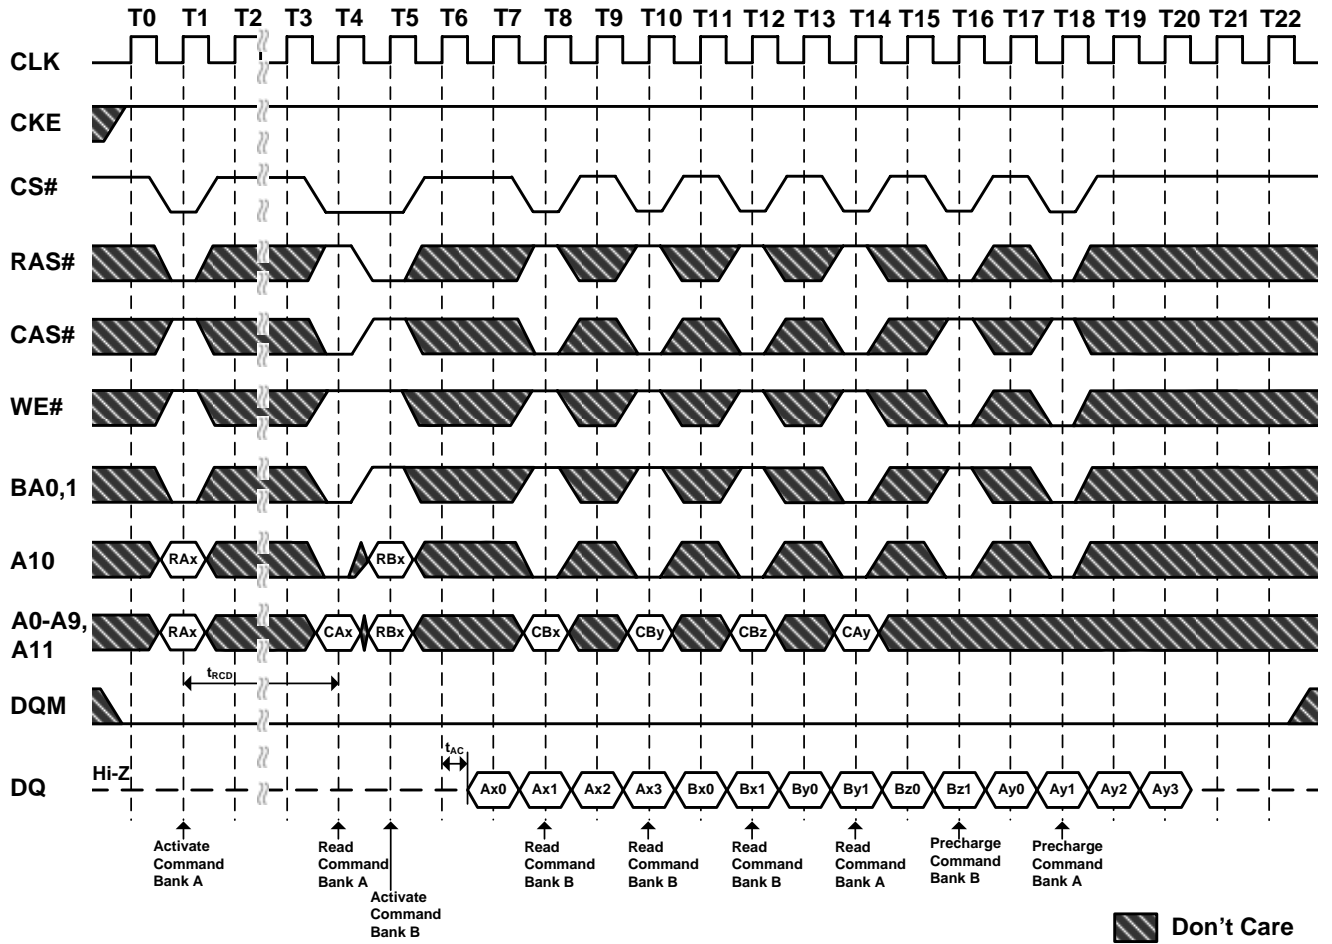 T0 T1 T2 T3 T4 T5 T6 T7 T8 T9 T10 T11 T12 T13 T14 T15 T16 T17 T18 T19 T20 T21 T22
CLK
CKE
CS#
RAS#
CAS#
WE#
BA0,1
A10 RAx RBx
A0-A9,
A11
RAx CAx RBx CBx CBy CBz CAy
tRCD
DQM
tAC
Hi-Z
DQ Ax0 Ax1 Ax2 Ax3 Bx0 Bx1 By0 By1 Bz0 Bz1 Ay0 Ay1 Ay2 Ay3
Activate
Command
Bank A
Read
Command
Bank A
Activate
Command
Bank B
Read
Command
Bank B
Read
Command
Bank B
Read
Command
Bank B
Read
Command
Bank A
Precharge
Command
Bank B
Precharge
Command
Bank A
Don't Care